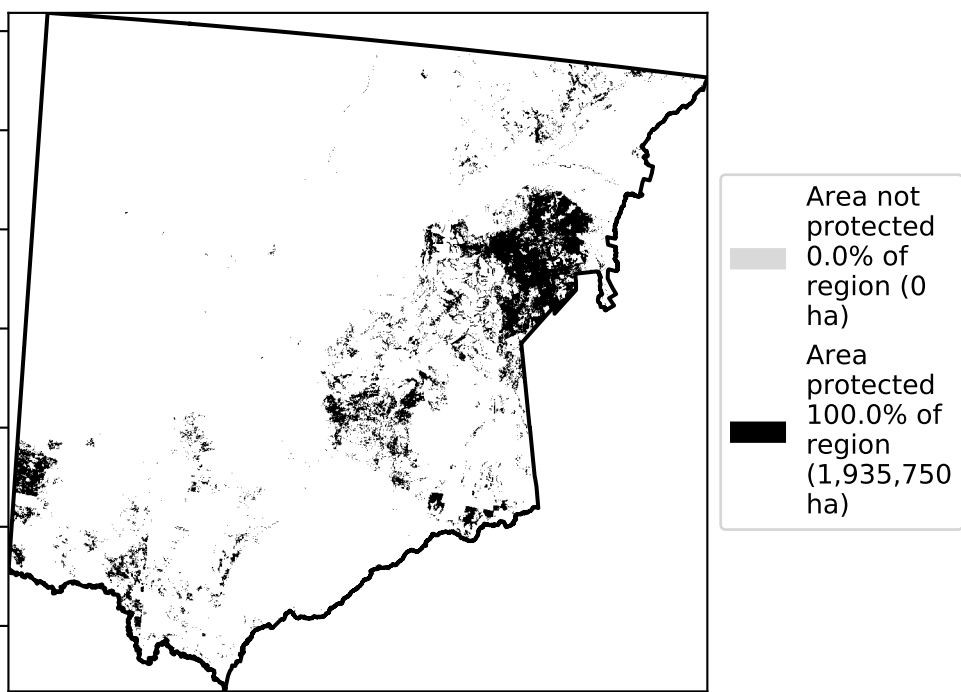 Area not
protected
0.0% of
region (0
ha)
Area
protected
100.0% of
region
(1,935,750
ha)